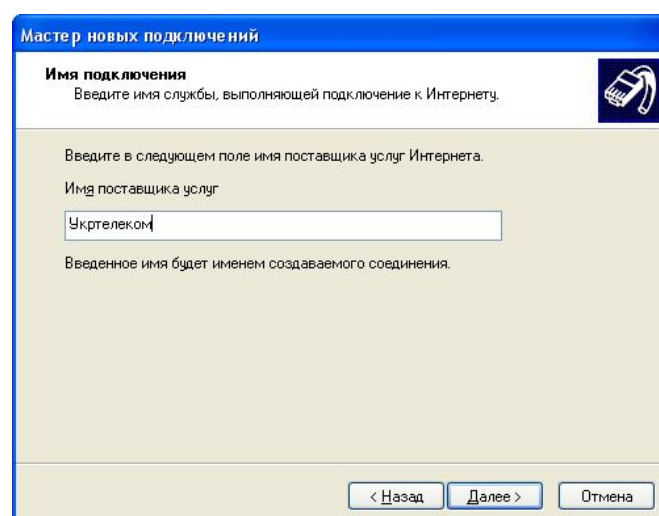 Мастер новых подключений
Имя подключения
Введите имя службы, выполняющей подключение к Интернету.
Введите в следующем поле имя поставщика услуг Интернета.
Имя поставщика услуг
Укртелеком
Введенное имя будет именем создаваемого соединения.
< Назад Далее > Отмена